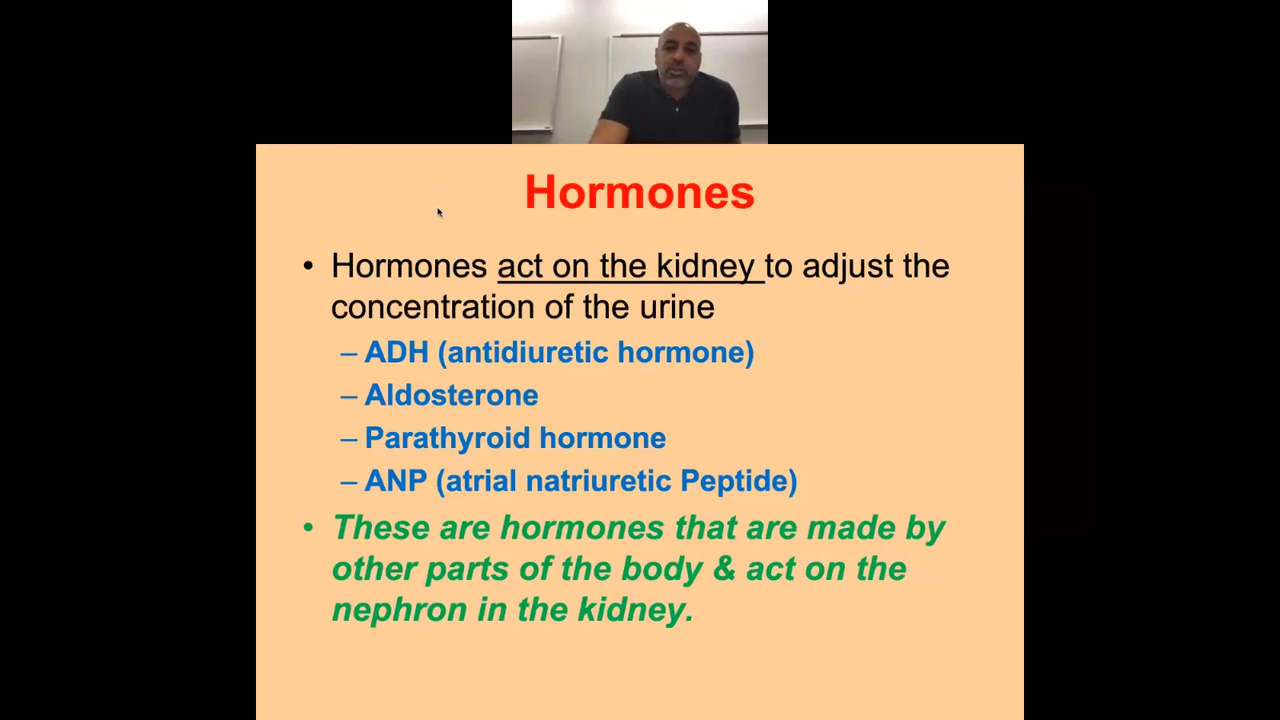 Hormones
• Hormones act on the kidney to adjust the
concentration of the urine
– ADH (antidiuretic hormone)
– Aldosterone
– Parathyroid hormone
– ANP (atrial natriuretic Peptide)
• These are hormones that are made by
other parts of the body & act on the
nephron in the kidney.